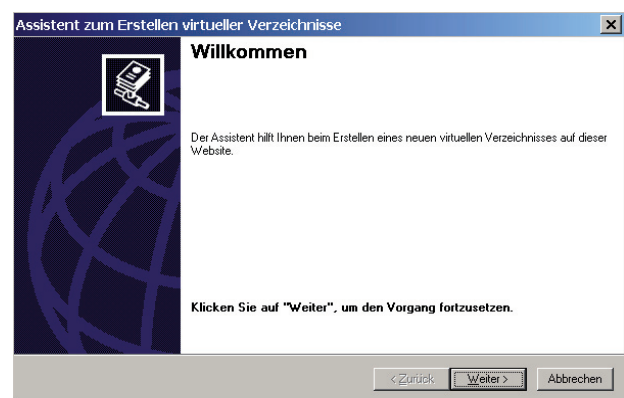 Assistent zum Erstellen virtueller Verzeichnisse
Willkommen
Der Assistent hilft Ihnen beim Erstellen eines neuen virtuellen Verzeichnisses auf dieser
Website.
Klicken Sie auf "Weiter", um den Vorgang fortzusetzen.
< Zurück Weiter > Abbrechen